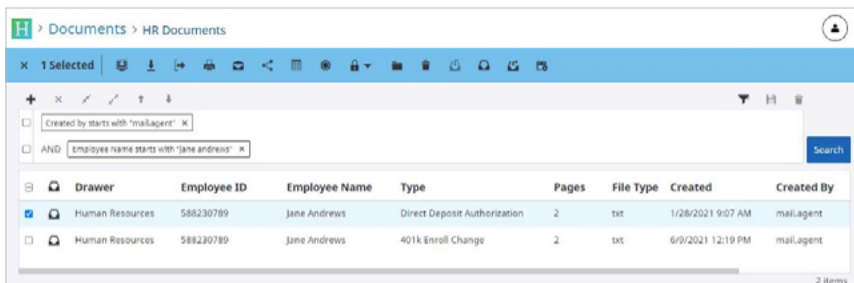 H > Documents > HR Documents
× 1 Selected
Created by starts with "mail.agent" ×
AND Employee Name starts with "jane andrews" ×
Search
Drawer Employee ID Employee Name Type Pages File Type Created Created By
Human Resources 588230789 Jane Andrews Direct Deposit Authorization 2 txt 1/28/2021 9:07 AM mail.agent
Human Resources 588230789 Jane Andrews 401k Enroll Change 2 txt 6/9/2021 12:19 PM mail.agent
2 items